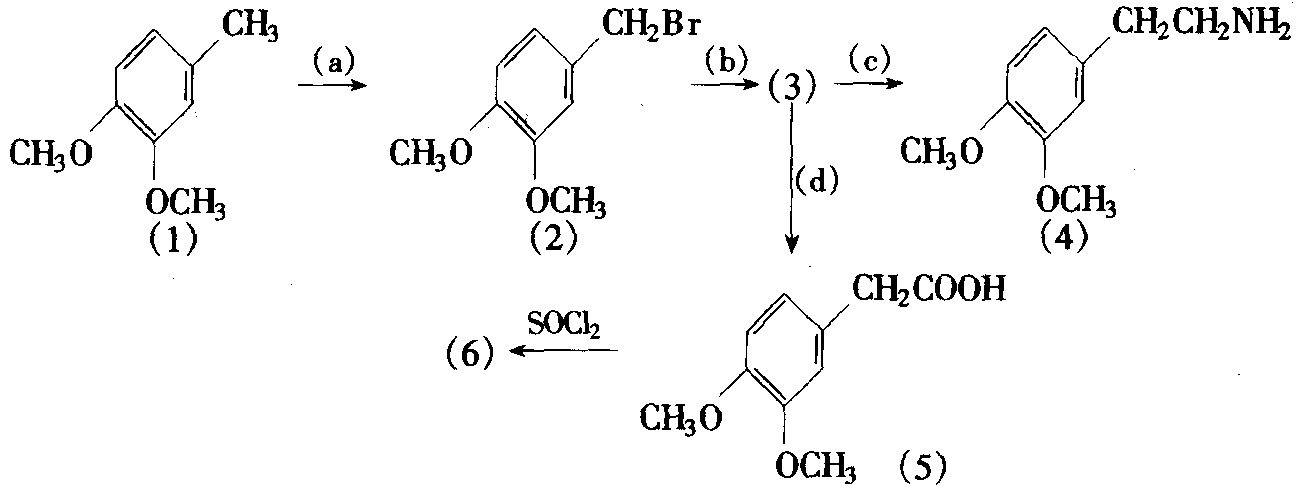 CH₃
CH₂Br
CH₂CH₂NH₂
(a)
(b)
(3)
(c)
CH₃O
OCH₃
(1)
CH₃O
OCH₃
(2)
(d)
CH₃O
OCH₃
(4)
CH₂COOH
SOCl₂
(6)
CH₃O
OCH₃
(5)